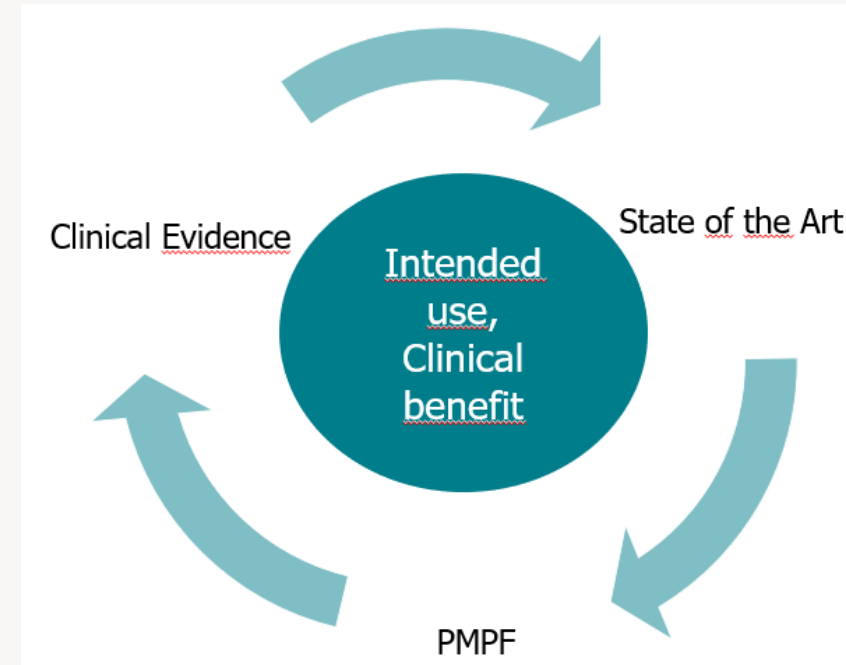 Clinical Evidence
State of the Art
Intended
use,
Clinical
benefit
PMPF